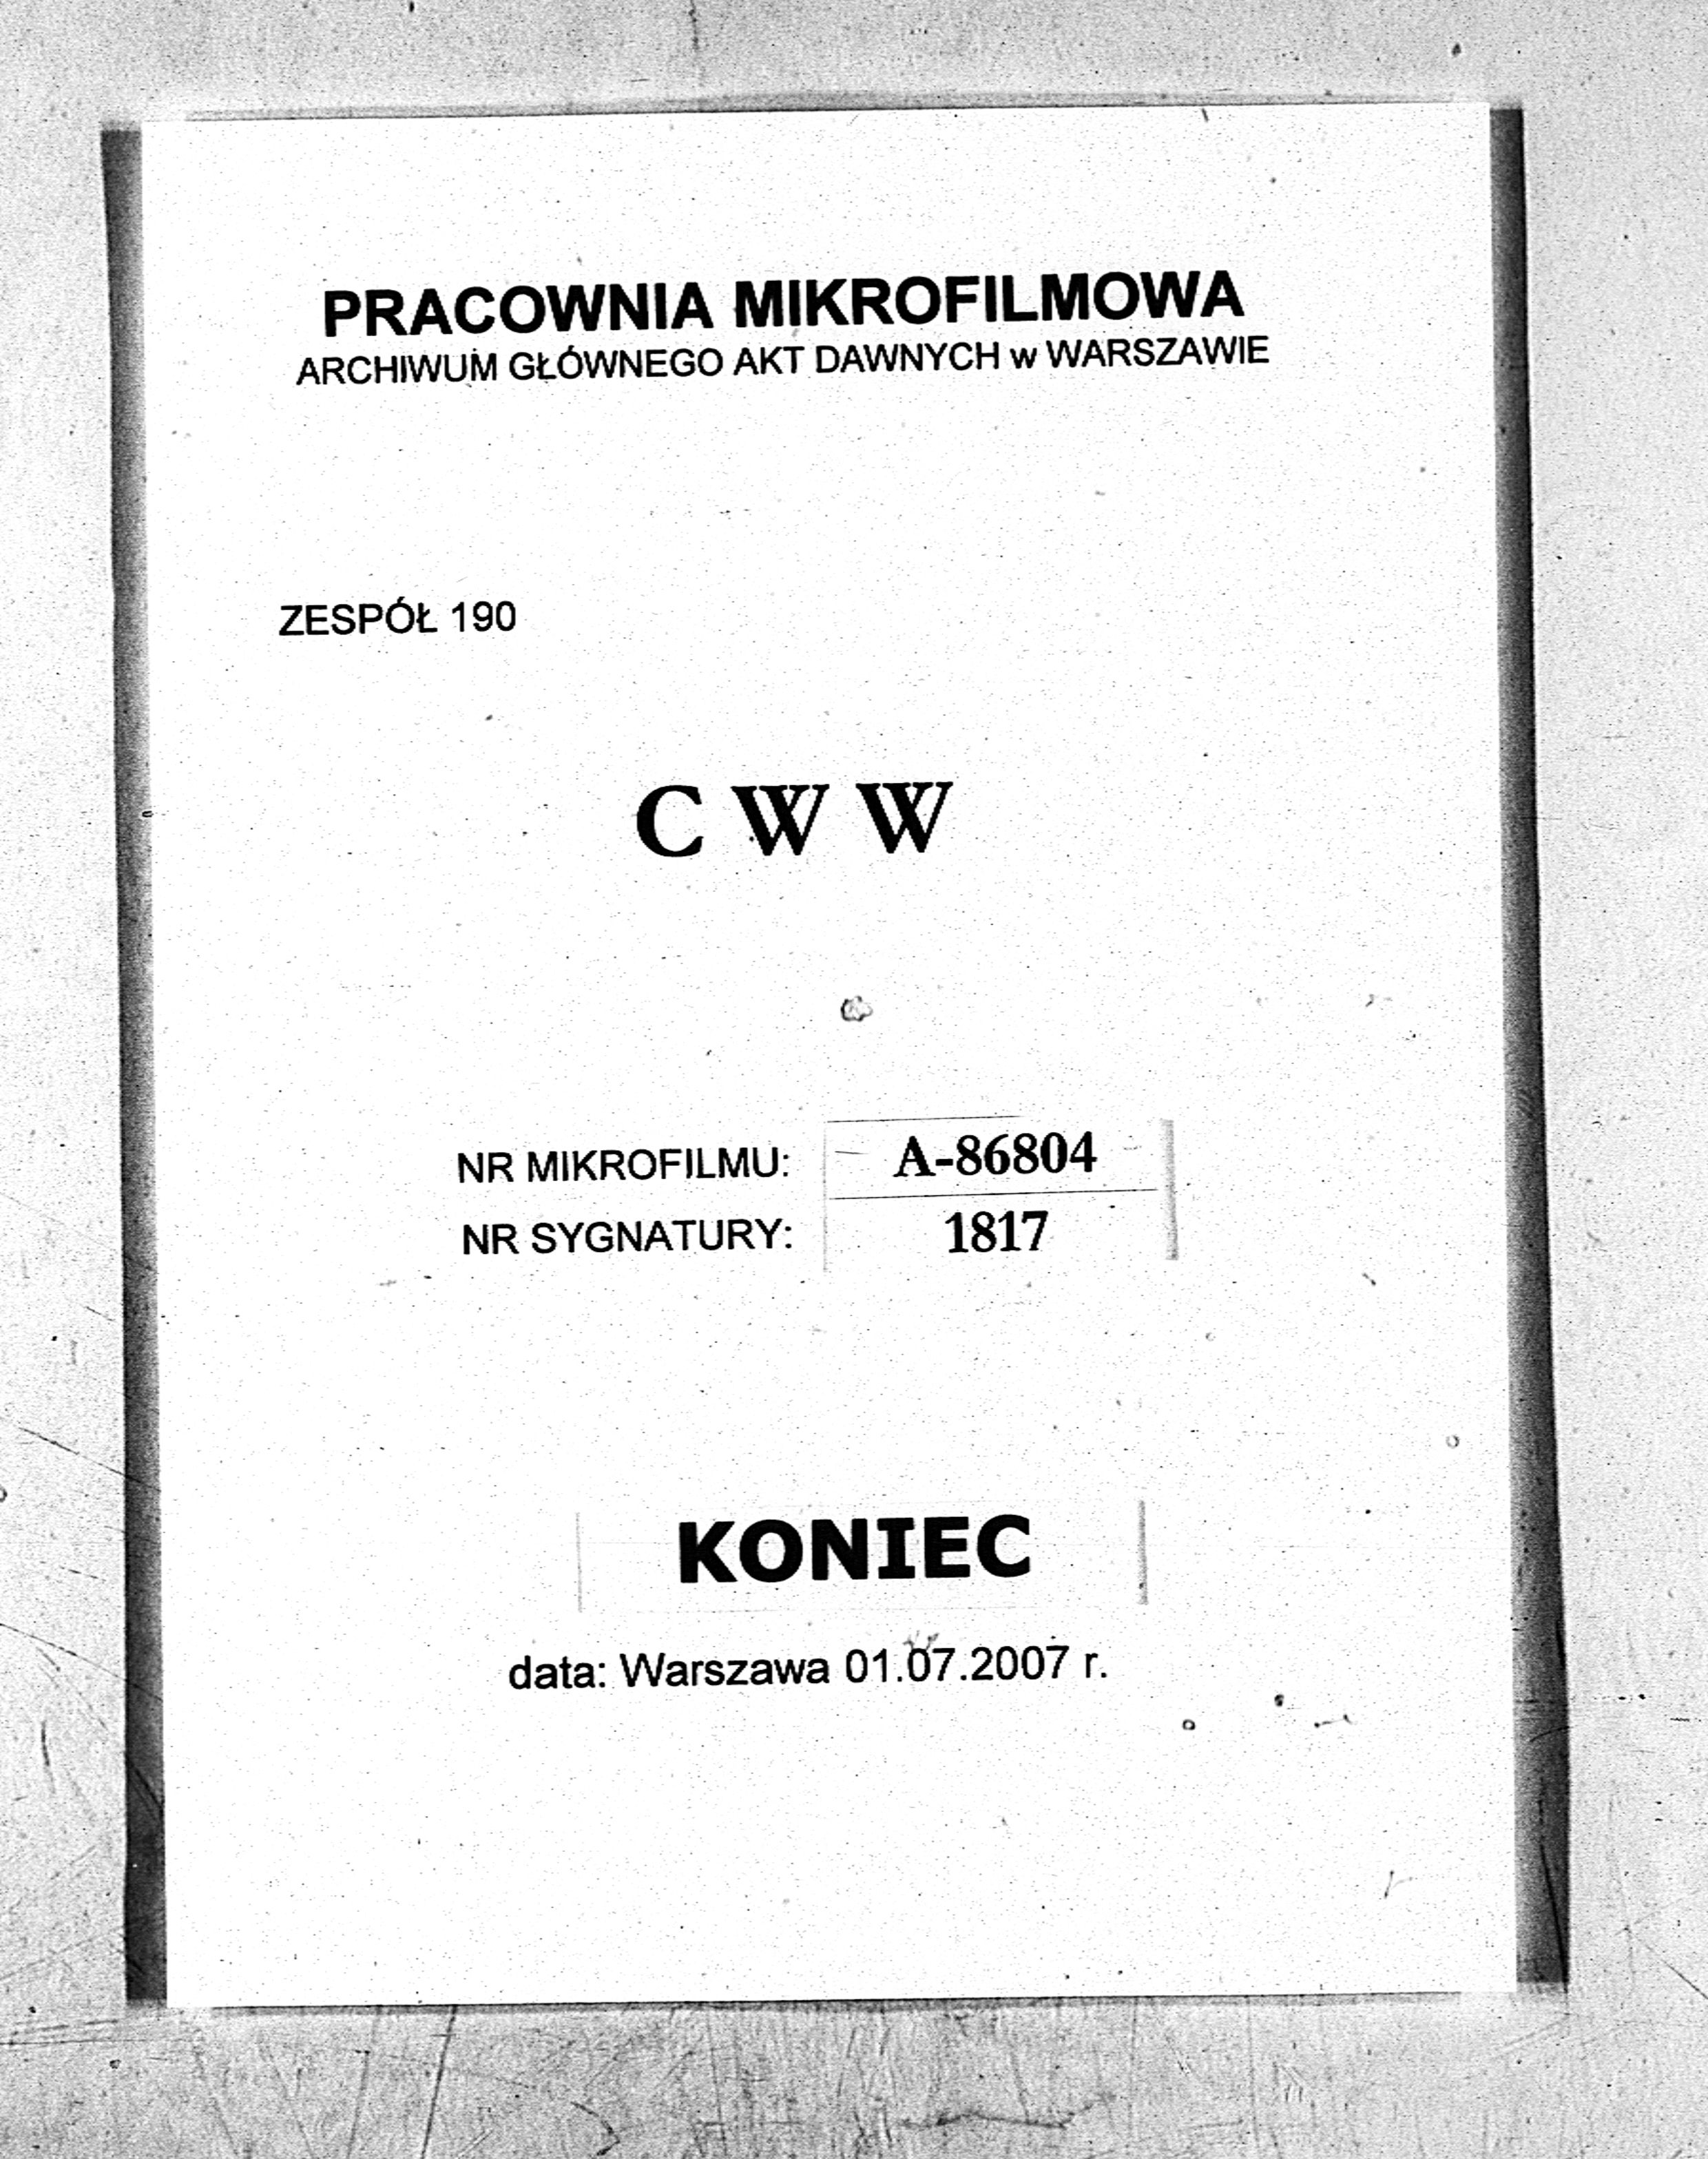 PRACOWNIA MIKROFILMOWA
ARCHIWUM GŁÓWNEGO AKT DAWNYCH w WARSZAWIE
ZESPÓŁ 190
C W W
NR MIKROFILMU: A-86804
NR SYGNATURY: 1817
KONIEC
data: Warszawa 01.07.2007 r.